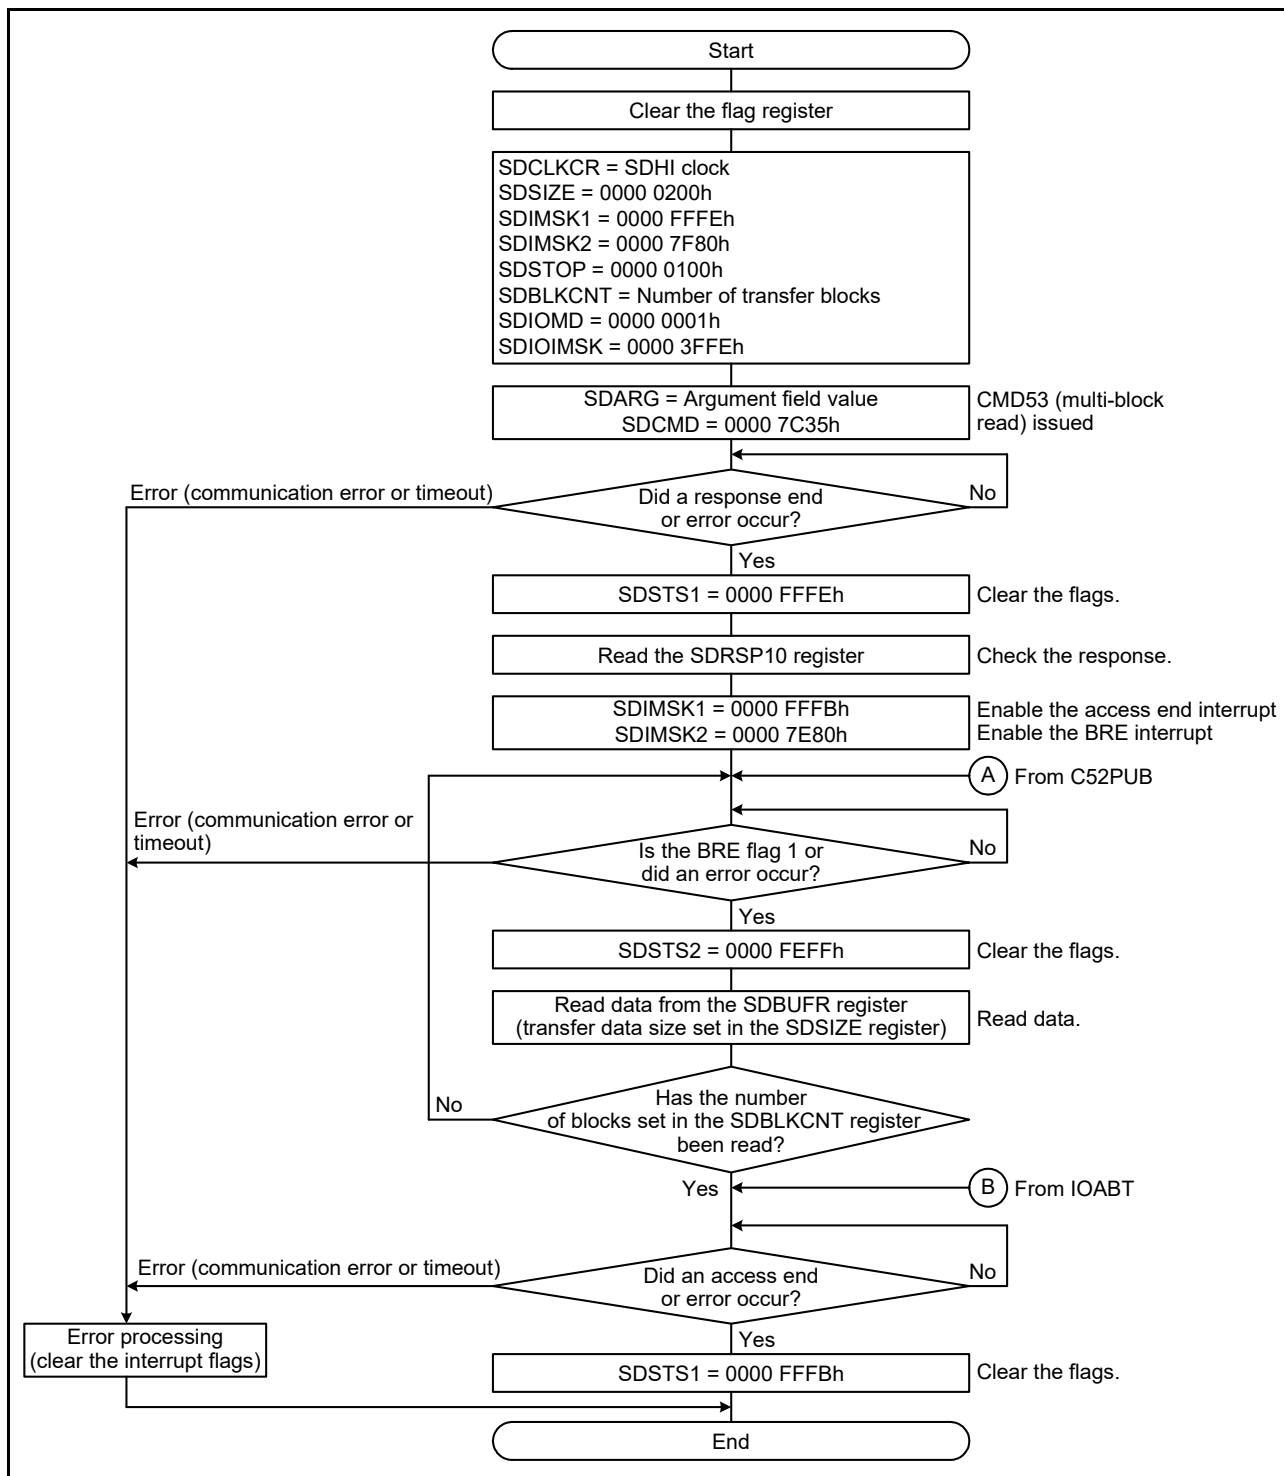 Start
Clear the flag register
SDCLKCR = SDHI clock
SDSIZE = 0000 0200h
SDIMSK1 = 0000 FFFEh
SDIMSK2 = 0000 7F80h
SDSTOP = 0000 0100h
SDBLKCNT = Number of transfer blocks
SDIOMD = 0000 0001h
SDIOIMSK = 0000 3FFEh
SDARG = Argument field value
SDCMD = 0000 7C35h
CMD53 (multi-block
read) issued
Error (communication error or timeout)
Did a response end
or error occur?
No
Yes
SDSTS1 = 0000 FFFEh
Clear the flags.
Read the SDRSP10 register
Check the response.
SDIMSK1 = 0000 FFFBh
SDIMSK2 = 0000 7E80h
Enable the access end interrupt
Enable the BRE interrupt
A
From C52PUB
Error (communication error or
timeout)
Is the BRE flag 1 or
did an error occur?
No
Yes
SDSTS2 = 0000 FEFFh
Clear the flags.
Read data from the SDBUFR register
(transfer data size set in the SDSIZE register)
Read data.
No
Has the number
of blocks set in the SDBLKCNT register
been read?
Yes
B
From IOABT
Error (communication error or timeout)
Did an access end
or error occur?
No
Error processing
(clear the interrupt flags)
Yes
SDSTS1 = 0000 FFFBh
Clear the flags.
End